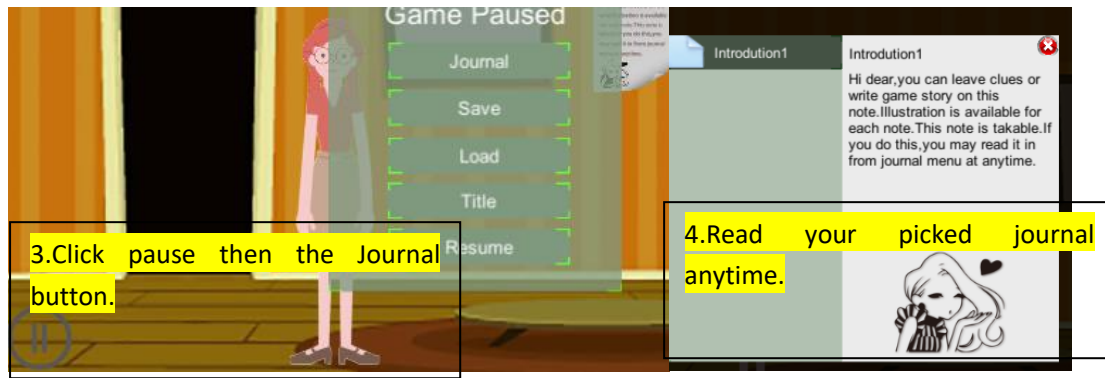 Game Paused
Journal
Save
Load
Title
Resume
3.Click pause then the Journal
button.
Introdution1
Introdution1
Hi dear,you can leave clues or
write game story on this
note.Illustration is available for
each note.This note is takable.If
you do this,you may read it in
from journal menu at anytime.
4.Read your picked journal
anytime.